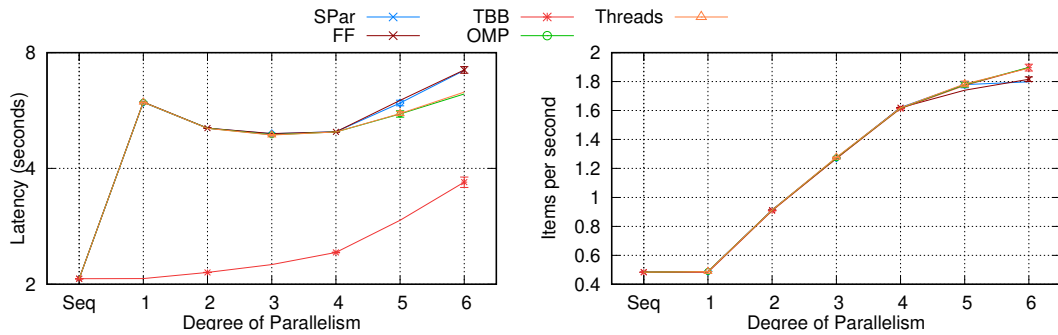 SPar
TBB
Threads
FF
OMP
8
4
2
Latency (seconds)
Seq 1 2 3 4 5 6
Degree of Parallelism
2
1.8
1.6
1.4
1.2
1
0.8
0.6
0.4
Items per second
Seq 1 2 3 4 5 6
Degree of Parallelism